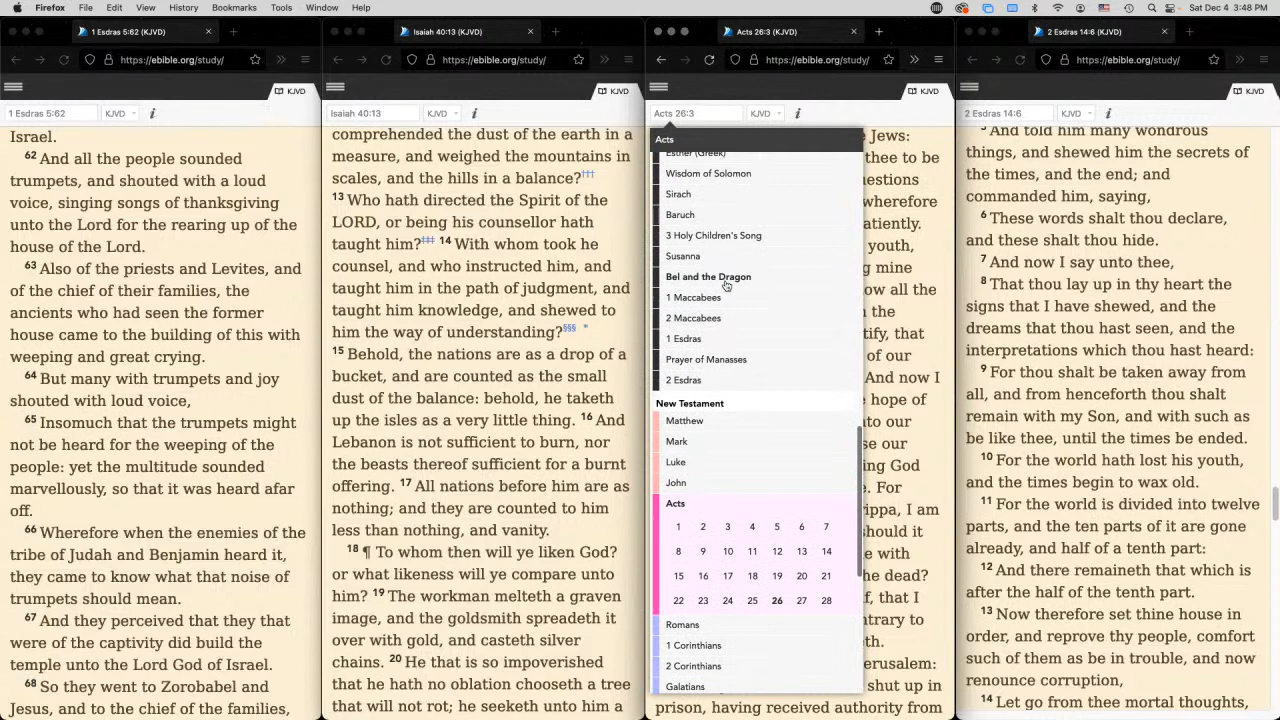 Firefox File Edit View History Bookmarks Tools Window Help Sat Dec 4 3:48 PM
1 Esdras 5:62 (KJVD)
https://ebible.org/study/
KJVD
1 Esdras 5:62 KJVD i
Israel.
62 And all the people sounded
trumpets, and shouted with a loud
voice, singing songs of thanksgiving
unto the Lord for the rearing up of the
house of the Lord.
63 Also of the priests and Levites, and
of the chief of their families, the
ancients who had seen the former
house came to the building of this with
weeping and great crying.
64 But many with trumpets and joy
shouted with loud voice,
65 Insomuch that the trumpets might
not be heard for the weeping of the
people: yet the multitude sounded
marvellously, so that it was heard afar
off.
66 Wherefore when the enemies of the
tribe of Judah and Benjamin heard it,
they came to know what that noise of
trumpets should mean.
67 And they perceived that they that
were of the captivity did build the
temple unto the Lord God of Israel.
68 So they went to Zorobabel and
Jesus, and to the chief of the families,
Isaiah 40:13 (KJVD)
https://ebible.org/study/
KJVD
Isaiah 40:13 KJVD i
comprehended the dust of the earth in a
measure, and weighed the mountains in
scales, and the hills in a balance?†††
13 Who hath directed the Spirit of the
LORD, or being his counsellor hath
taught him?‡‡‡ 14 With whom took he
counsel, and who instructed him, and
taught him in the path of judgment, and
taught him knowledge, and shewed to
him the way of understanding?§§§ *
15 Behold, the nations are as a drop of a
bucket, and are counted as the small
dust of the balance: behold, he taketh
up the isles as a very little thing. 16 And
Lebanon is not sufficient to burn, nor
the beasts thereof sufficient for a burnt
offering. 17 All nations before him are as
nothing; and they are counted to him
less than nothing, and vanity.
18 ¶ To whom then will ye liken God?
or what likeness will ye compare unto
him? 19 The workman melteth a graven
image, and the goldsmith spreadeth it
over with gold, and casteth silver
chains. 20 He that is so impoverished
that he hath no oblation chooseth a tree
that will not rot; he seeketh unto him a
Acts 26:3 (KJVD)
https://ebible.org/study/
KJVD
Acts 26:3 KJVD i
Acts
Esther (Greek)
Wisdom of Solomon
Sirach
Baruch
3 Holy Children's Song
Susanna
Bel and the Dragon
1 Maccabees
2 Maccabees
1 Esdras
Prayer of Manasses
2 Esdras
New Testament
Matthew
Mark
Luke
John
Acts
1 2 3 4 5 6 7
8 9 10 11 12 13 14
15 16 17 18 19 20 21
22 23 24 25 26 27 28
Romans
1 Corinthians
2 Corinthians
Galatians
Jews:
thee to be
wherefore
youth,
mine
ow all the
that
of our
And now I
hope of
our
God
For
I am
should it
with
he dead?
that I
to
shut up in
prison, having received authority from
2 Esdras 14:6 (KJVD)
https://ebible.org/study/
KJVD
2 Esdras 14:6 KJVD i
5 And told him many wondrous
things, and shewed him the secrets of
the times, and the end; and
commanded him, saying,
6 These words shalt thou declare,
and these shalt thou hide.
7 And now I say unto thee,
8 That thou lay up in thy heart the
signs that I have shewed, and the
dreams that thou hast seen, and the
interpretations which thou hast heard:
9 For thou shalt be taken away from
all, and from henceforth thou shalt
remain with my Son, and with such as
be like thee, until the times be ended.
10 For the world hath lost his youth,
and the times begin to wax old.
11 For the world is divided into twelve
parts, and the ten parts of it are gone
already, and half of a tenth part:
12 And there remaineth that which is
after the half of the tenth part.
13 Now therefore set thine house in
order, and reprove thy people, comfort
such of them as be in trouble, and now
renounce corruption,
14 Let go from thee mortal thoughts,